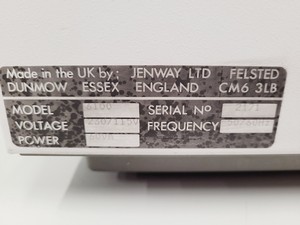 Made in the UK by: JENWAY LTD FELSTED
DUNMOW ESSEX ENGLAND CM6 3LB
MODEL 6100 SERIAL Nº
VOLTAGE FREQUENCY
POWER